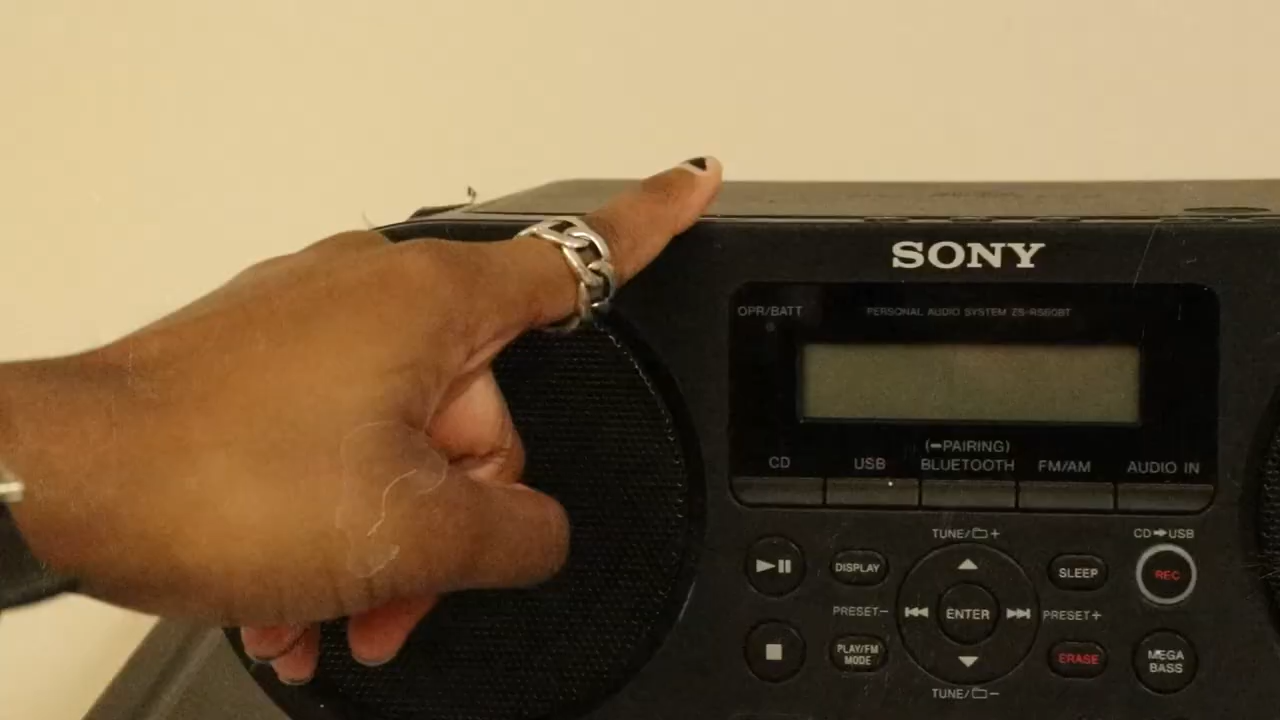 SONY
OPR/BATT
PERSONAL AUDIO SYSTEM ZS-RS60BT
(━PAIRING)
CD USB BLUETOOTH FM/AM AUDIO IN
TUNE/ +
CD➡USB
DISPLAY
SLEEP
REC
PRESET−
ENTER
PRESET+
PLAY/FM
MODE
ERASE
MEGA
BASS
TUNE/ −